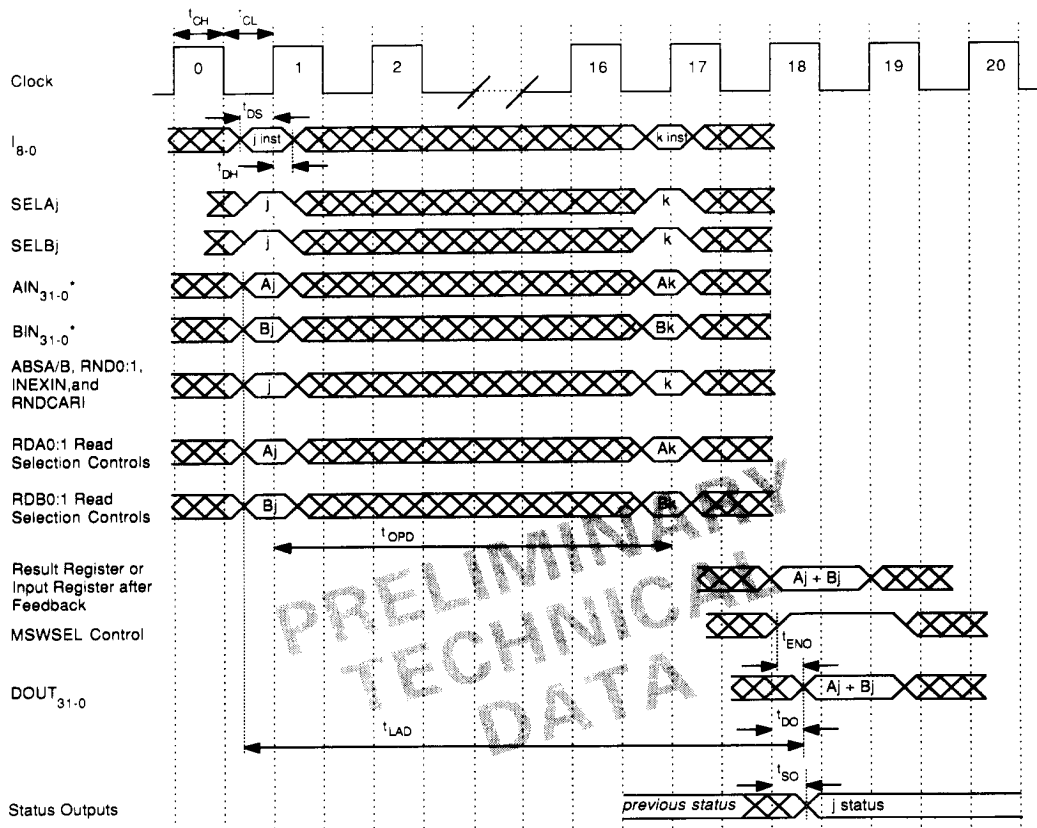 tCH
tCL
Clock
0
1
2
16
17
18
19
20
tDS
I8-0
j inst
k inst
tDH
SELAj
j
k
SELBj
j
k
AIN31-0*
Aj
Ak
BIN31-0*
Bj
Bk
ABSA/B, RND0:1,
INEXIN,and
RNDCARI
j
k
RDA0:1 Read
Selection Controls
Aj
Ak
RDB0:1 Read
Selection Controls
Bj
Bk
tOPD
PRELIMINARY
TECHNICAL
DATA
Result Register or
Input Register after
Feedback
Aj + Bj
MSWSEL Control
tENO
DOUT31-0
Aj + Bj
tDO
tLAD
tSO
Status Outputs
previous status
j status